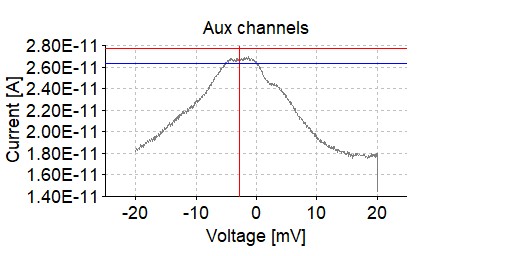 Aux channels
2.80E-11
2.60E-11
2.40E-11
2.20E-11
2.00E-11
1.80E-11
1.60E-11
1.40E-11
Current [A]
-20 -10 0 10 20
Voltage [mV]